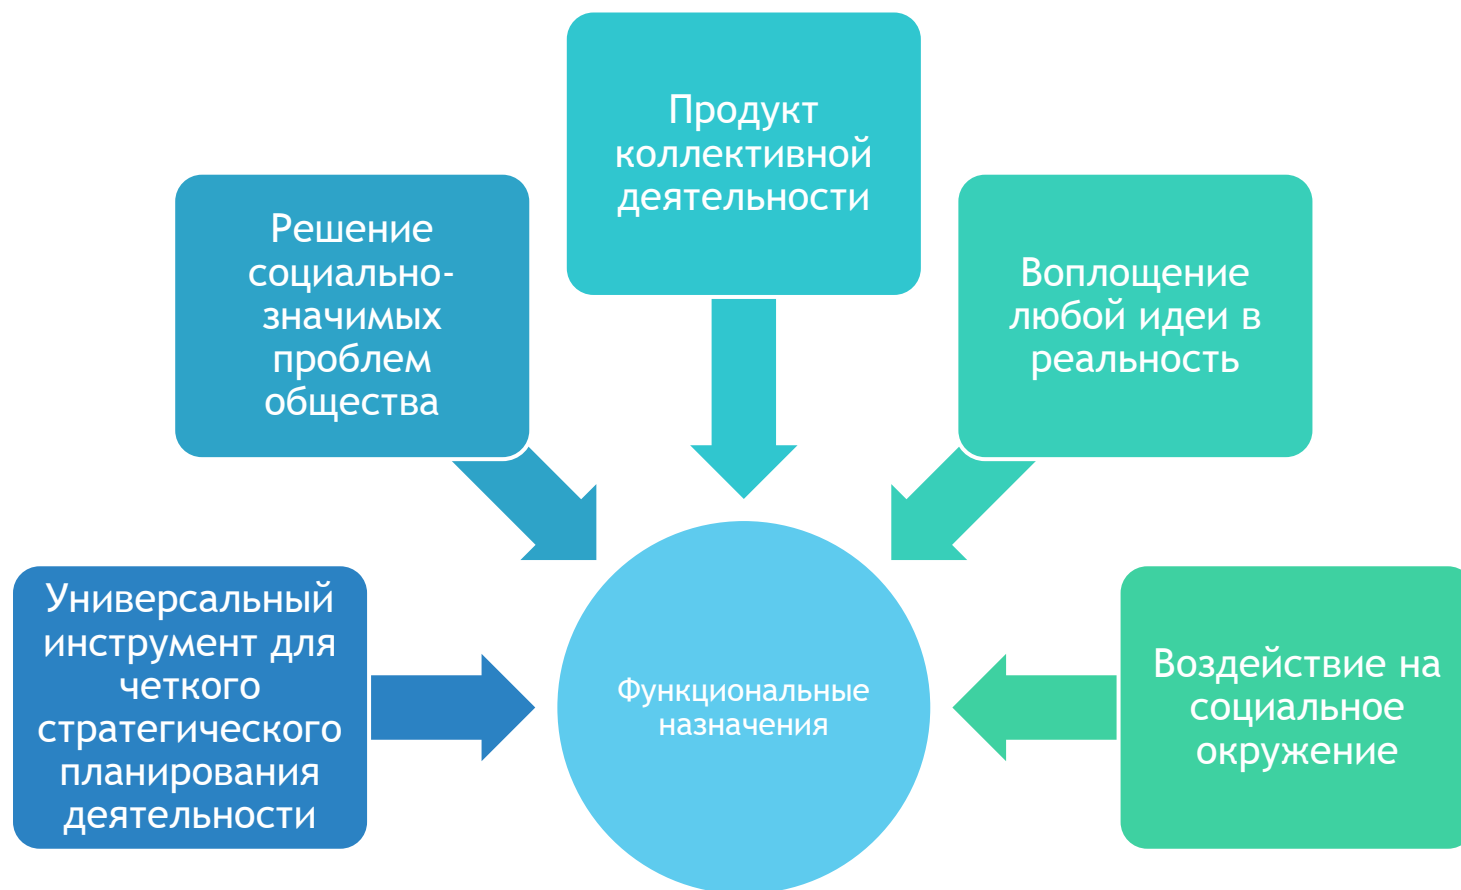 Продукт
коллективной
деятельности
Решение
социально-
значимых
проблем
общества
Воплощение
любой идеи в
реальность
Универсальный
инструмент для
четкого
стратегического
планирования
деятельности
Функциональные
назначения
Воздействие на
социальное
окружение